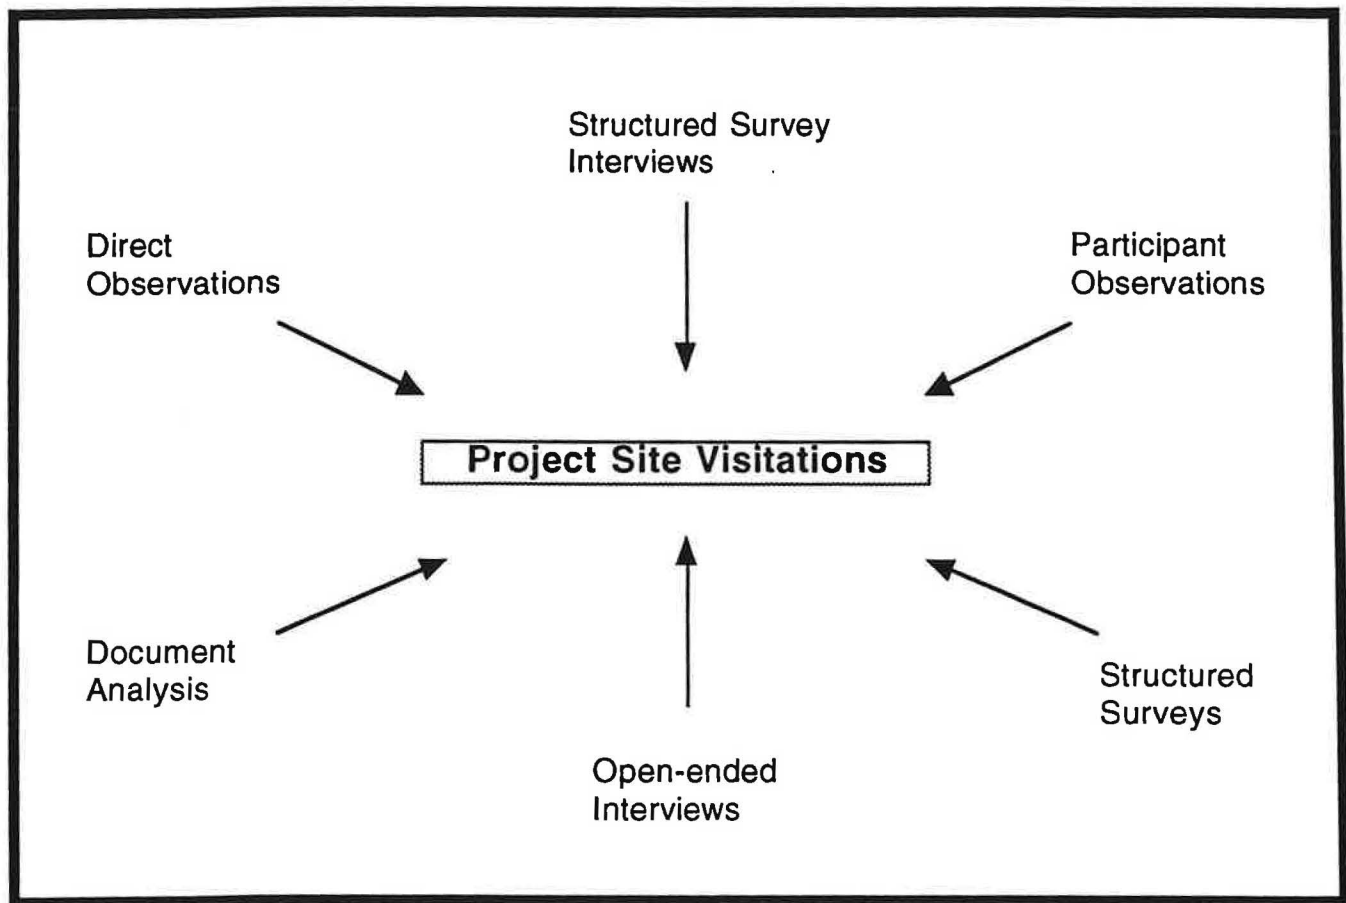 Structured Survey
Interviews
Direct
Observations
Participant
Observations
Project Site Visitations
Document
Analysis
Structured
Surveys
Open-ended
Interviews